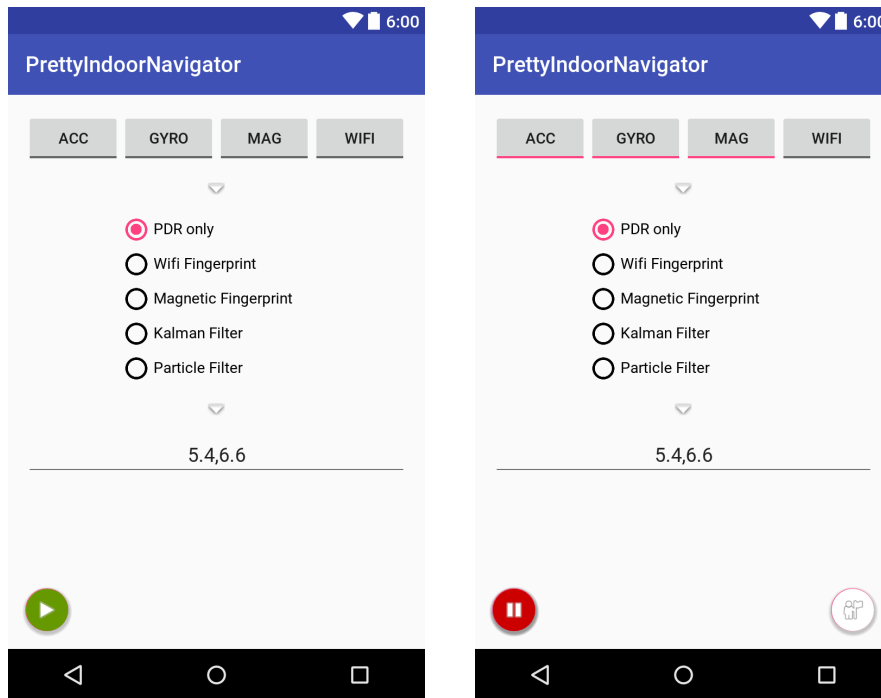 6:00
PrettyIndoorNavigator
ACC GYRO MAG WIFI
PDR only
Wifi Fingerprint
Magnetic Fingerprint
Kalman Filter
Particle Filter
5.4,6.6
6:00
PrettyIndoorNavigator
ACC GYRO MAG WIFI
PDR only
Wifi Fingerprint
Magnetic Fingerprint
Kalman Filter
Particle Filter
5.4,6.6